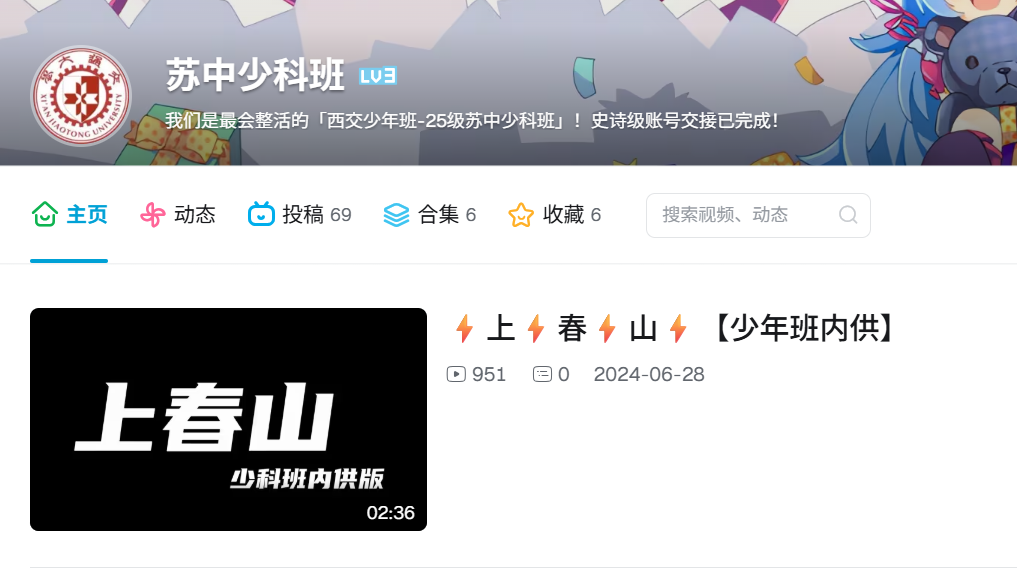 苏中少科班 LV3
我们是最会整活的「西交少年班-25级苏中少科班」！史诗级账号交接已完成！
XI'AN JIAOTONG UNIVERSITY
主页 动态 投稿 69 合集 6 收藏 6 搜索视频、动态
⚡上⚡春⚡山⚡【少年班内供】
951 0 2024-06-28
上春山
少科班内供版
02:36